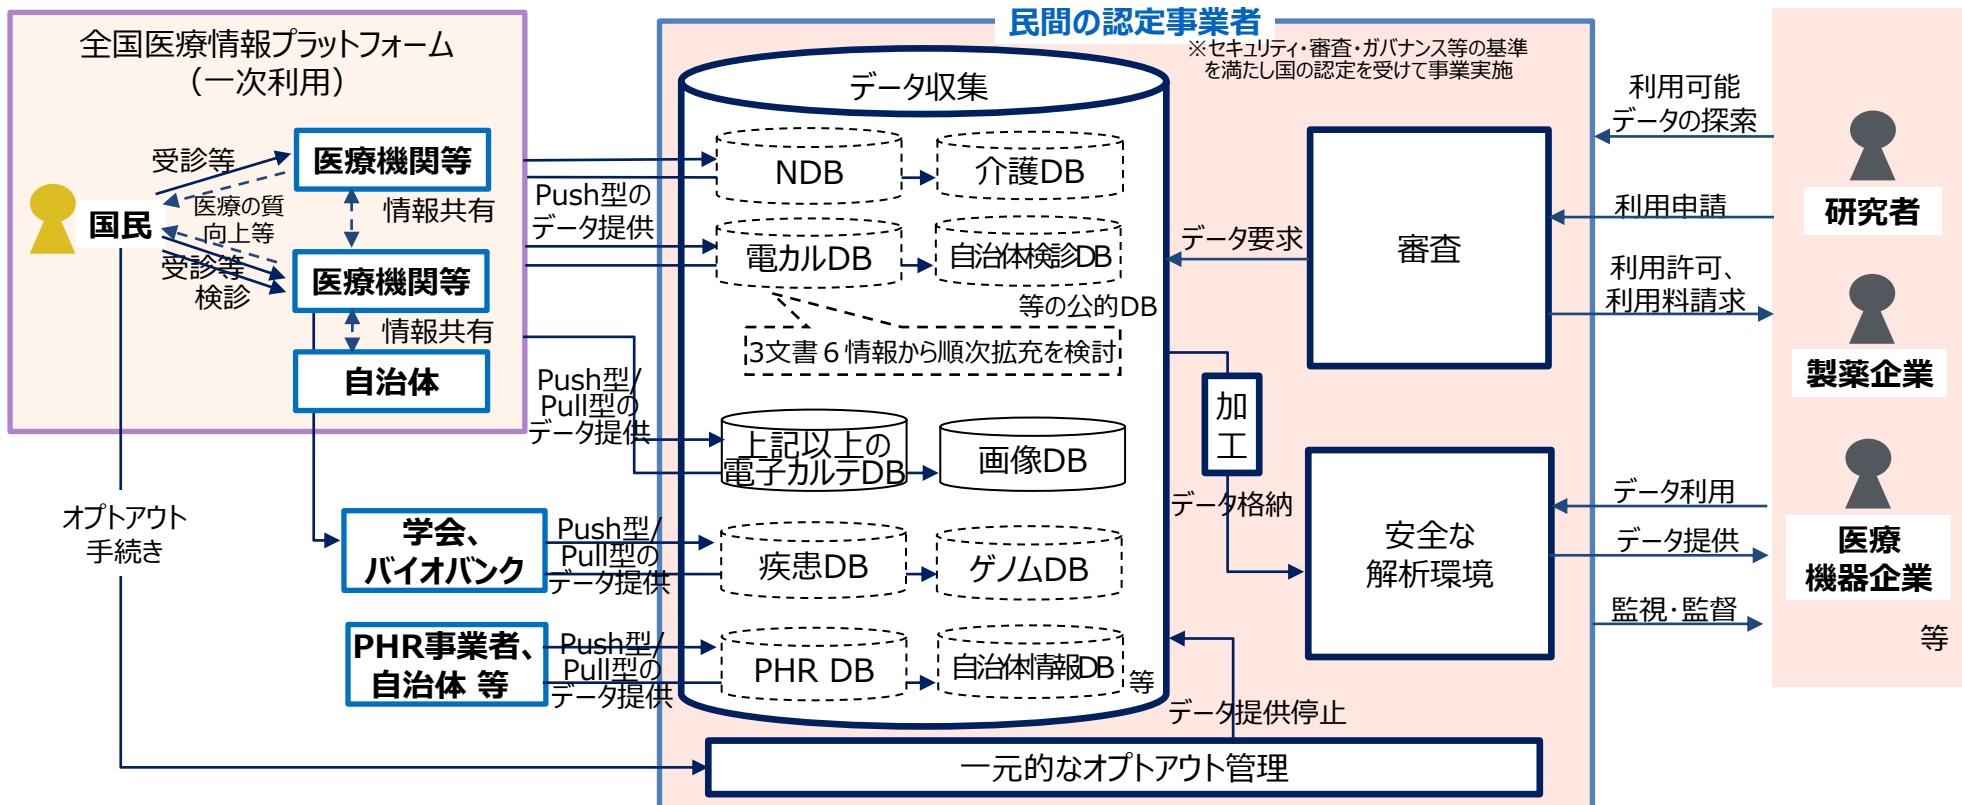 民間の認定事業者
※セキュリティ・審査・ガバナンス等の基準
を満たし国の認定を受けて事業実施
全国医療情報プラットフォーム
（一次利用）
国民
受診等
医療の質
向上等
受診等
検診
医療機関等
情報共有
医療機関等
情報共有
自治体
オプトアウト
手続き
学会、
バイオバンク
PHR事業者、
自治体 等
Push型の
データ提供
Push型/
Pull型の
データ提供
Push型/
Pull型の
データ提供
Push型/
Pull型の
データ提供
データ収集
NDB
介護DB
電カルDB
自治体検診DB
等の公的DB
3文書６情報から順次拡充を検討
上記以上の
電子カルテDB
画像DB
疾患DB
ゲノムDB
PHR DB
自治体情報DB
等
データ要求
審査
加
工
データ格納
安全な
解析環境
データ提供停止
一元的なオプトアウト管理
利用可能
データの探索
利用申請
利用許可、
利用料請求
データ利用
データ提供
監視・監督
研究者
製薬企業
医療
機器企業
等